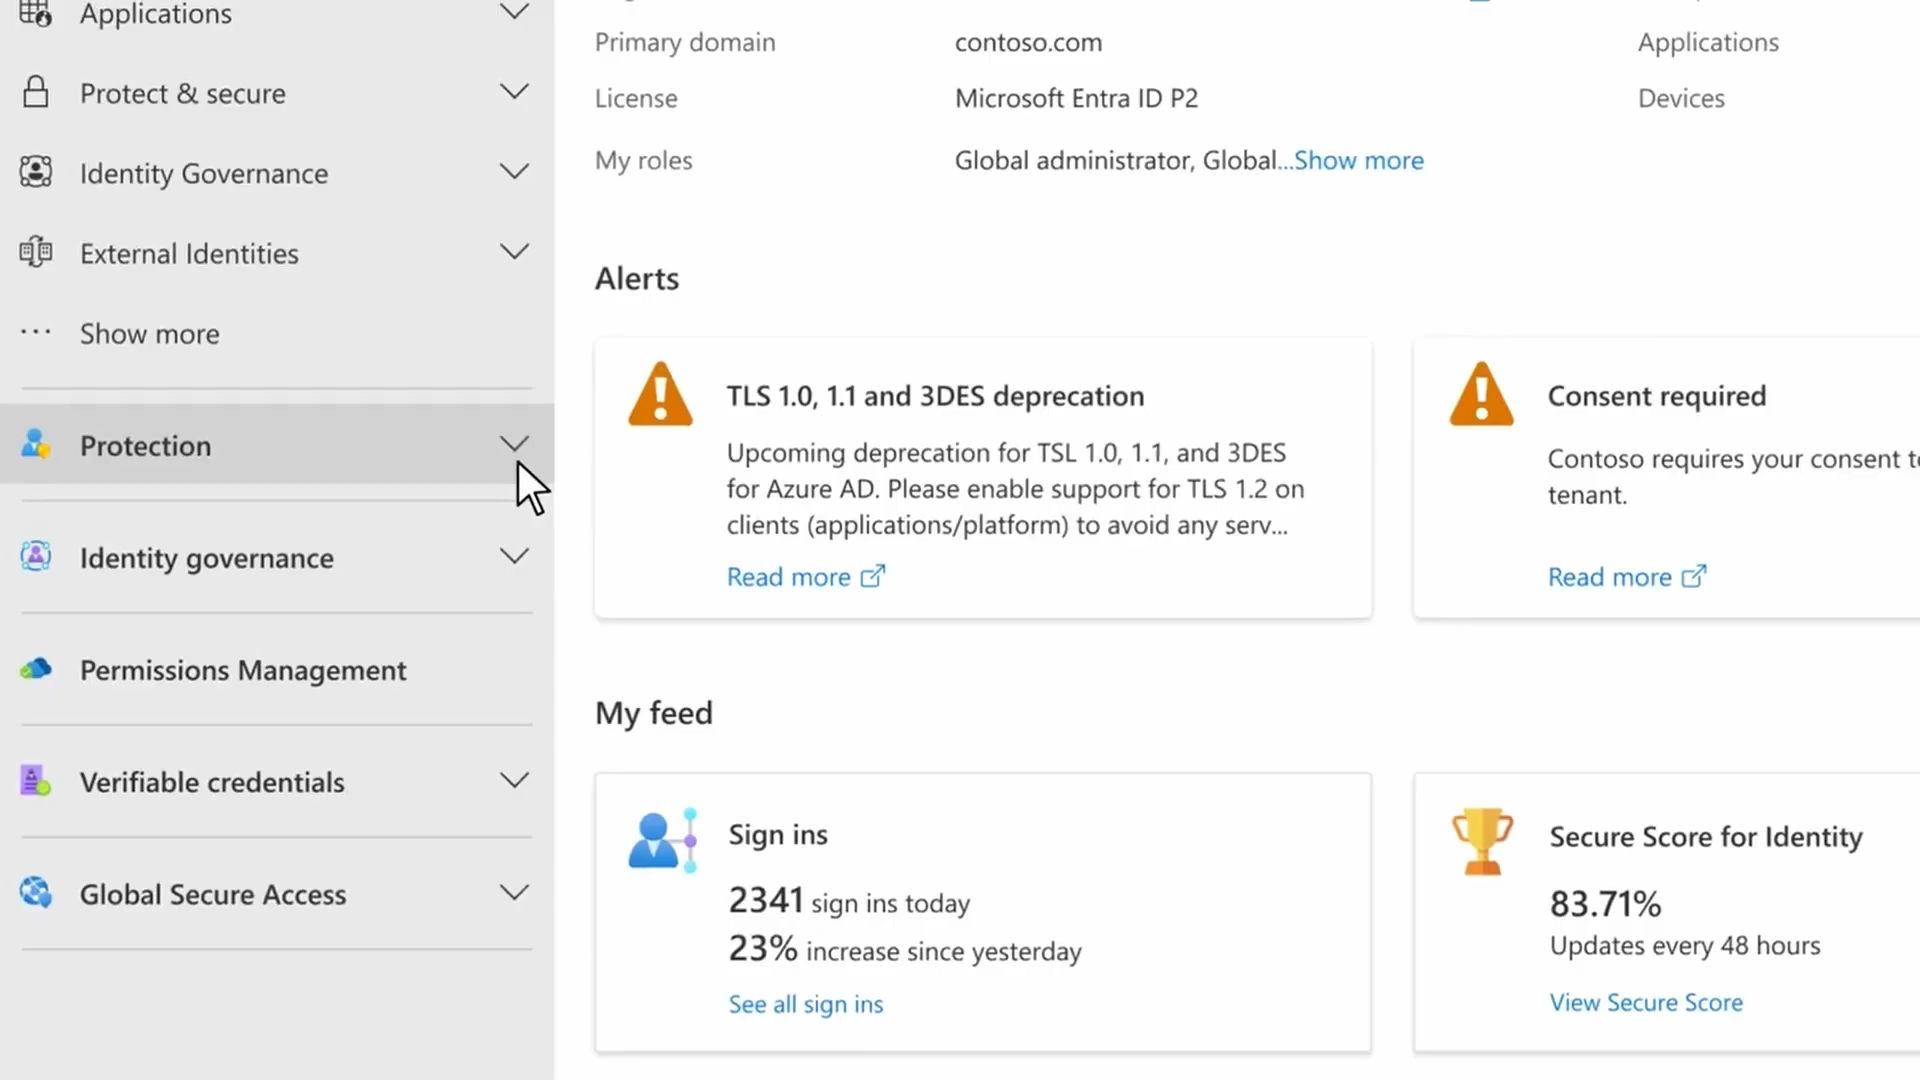 Applications
Protect & secure
Identity Governance
External Identities
Show more
Protection
Identity governance
Permissions Management
Verifiable credentials
Global Secure Access
Primary domain
contoso.com
Applications
License
Microsoft Entra ID P2
Devices
My roles
Global administrator, Global...Show more
Alerts
TLS 1.0, 1.1 and 3DES deprecation
Upcoming deprecation for TSL 1.0, 1.1, and 3DES
for Azure AD. Please enable support for TLS 1.2 on
clients (applications/platform) to avoid any serv...
Read more
Consent required
Contoso requires your consent
tenant.
Read more
My feed
Sign ins
2341 sign ins today
23% increase since yesterday
See all sign ins
Secure Score for Identity
83.71%
Updates every 48 hours
View Secure Score